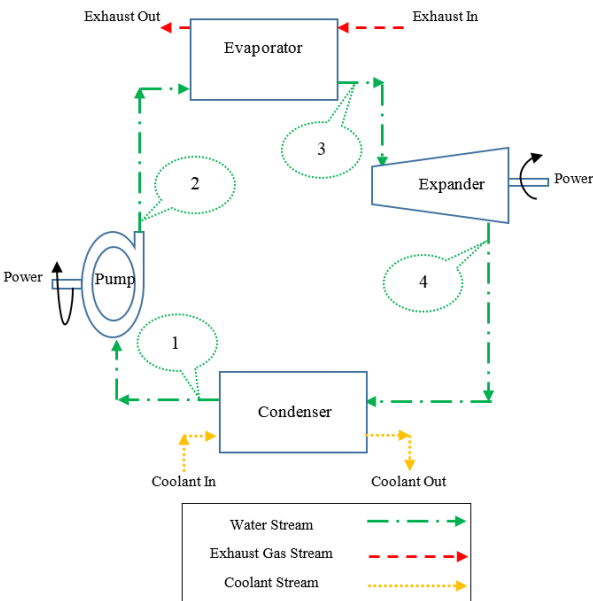 Exhaust Out
Exhaust In
Evaporator
3
2
Expander
Power
Power
Pump
4
1
Condenser
Coolant In
Coolant Out
Water Stream
Exhaust Gas Stream
Coolant Stream